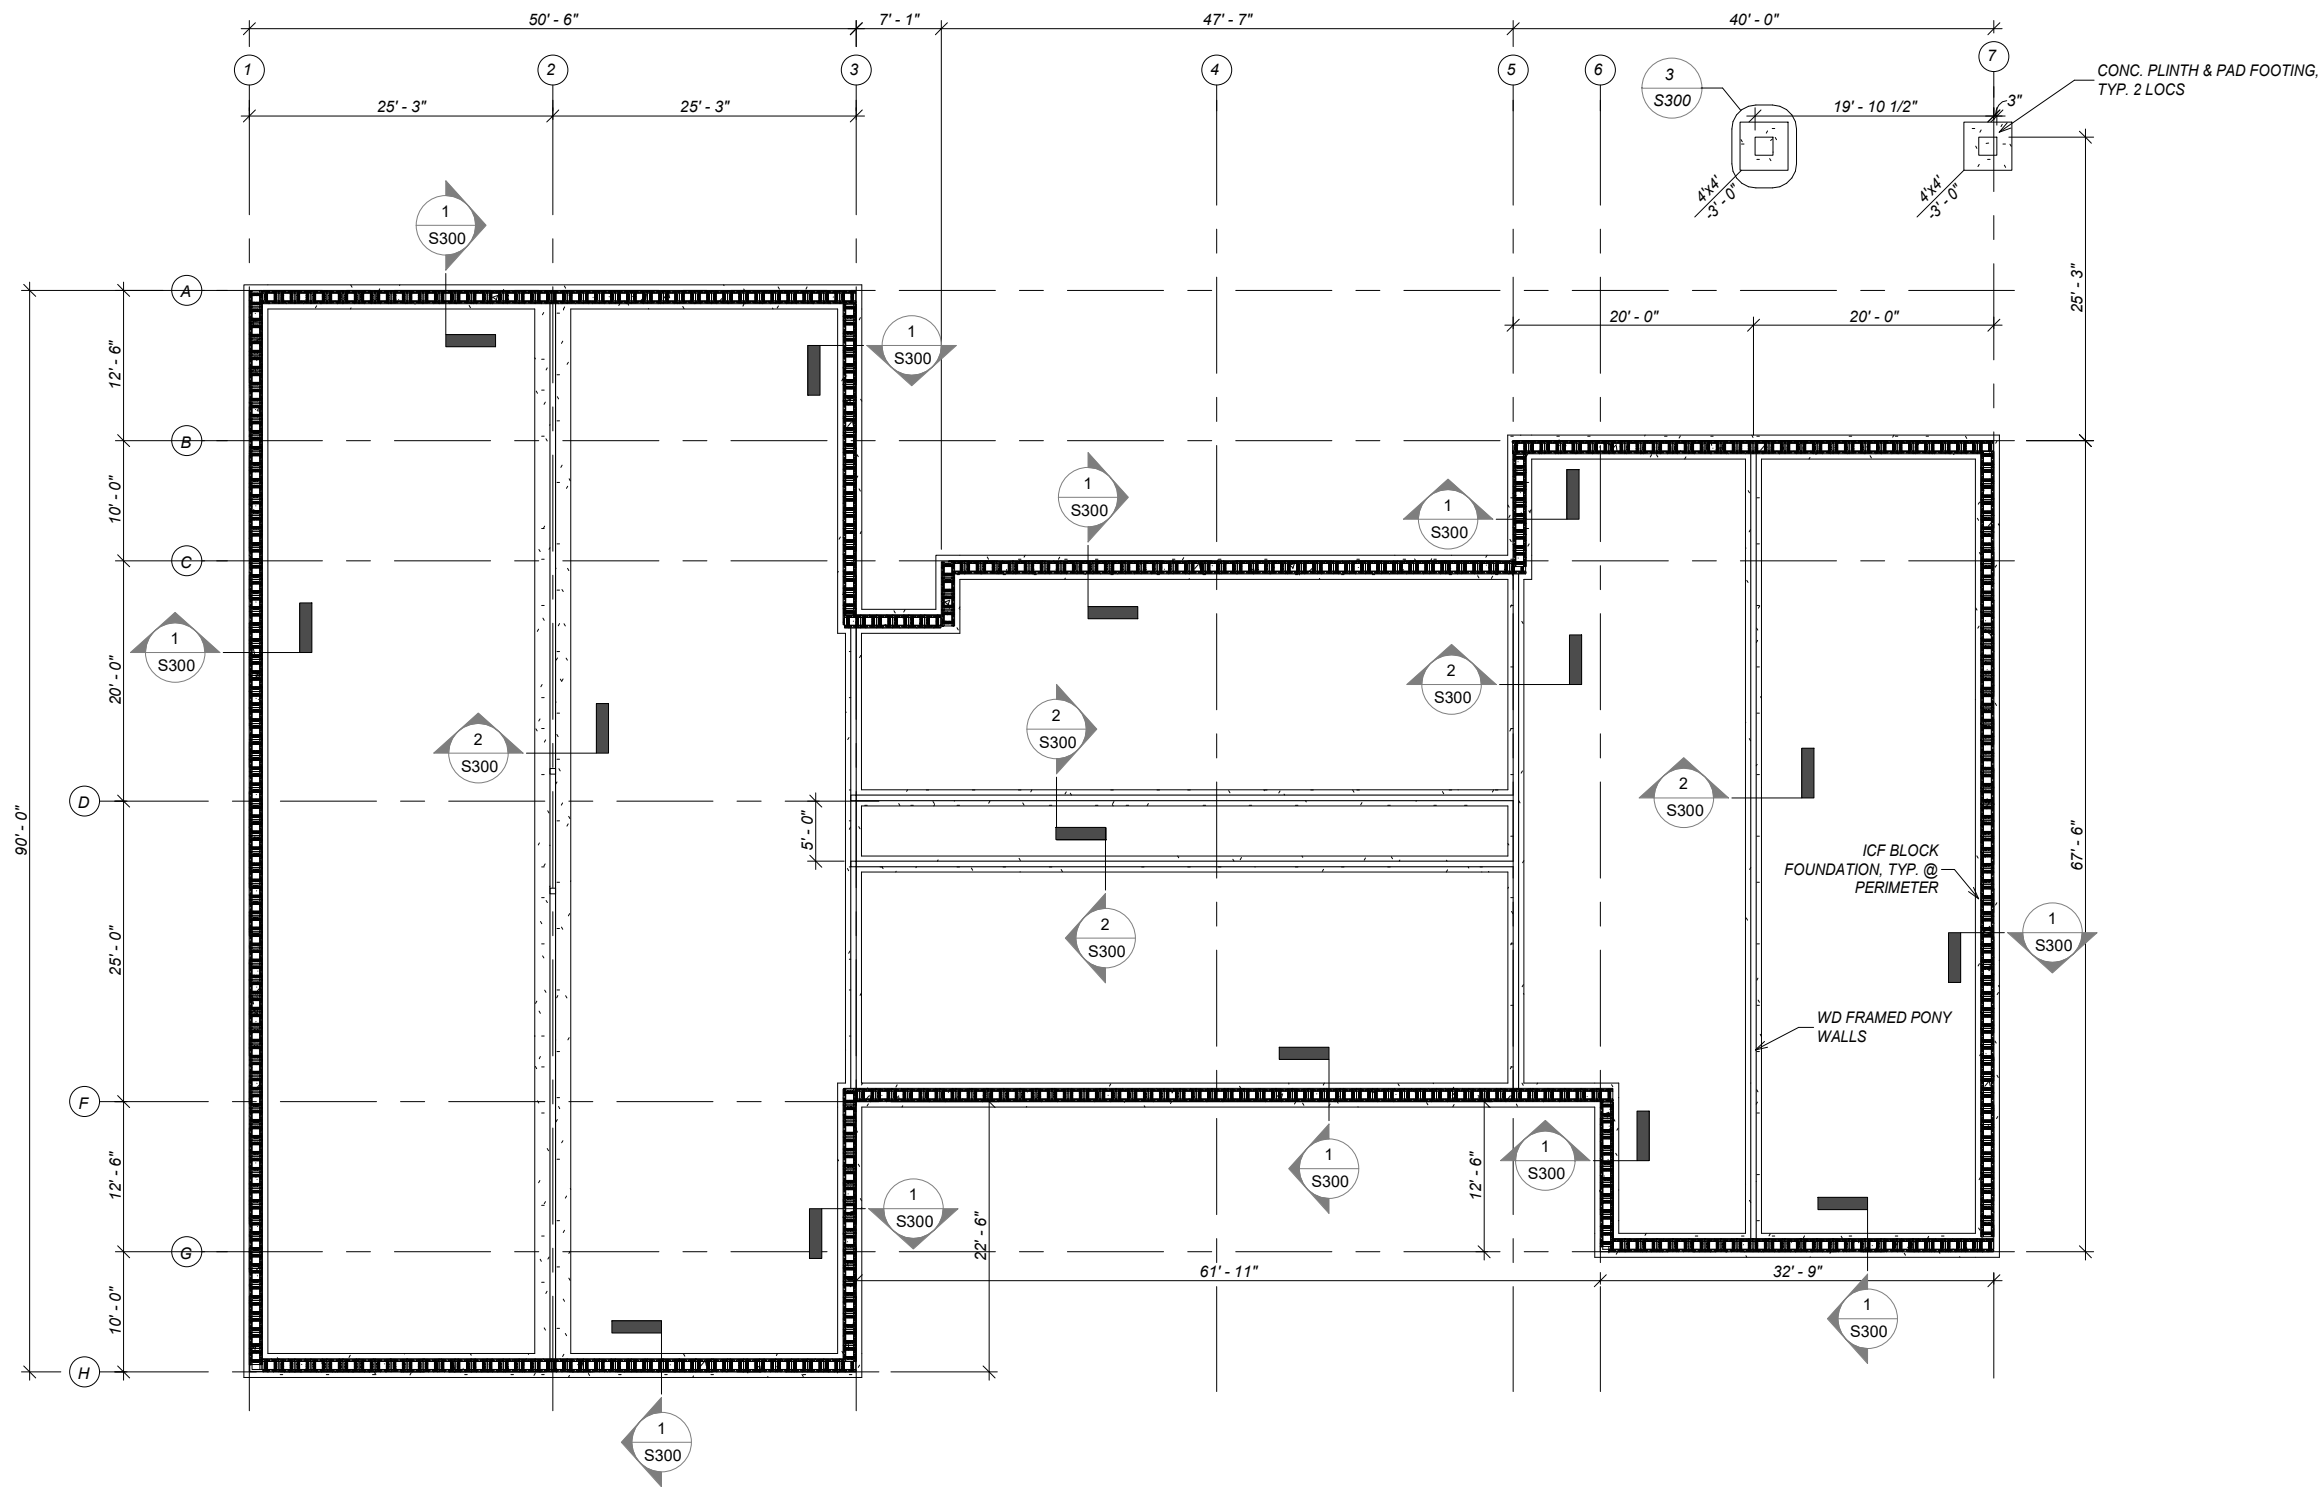 50' - 6"
7' - 1"
47' - 7"
40' - 0"
1
2
3
4
5
6
7
25' - 3"
25' - 3"
3
S300
19' - 10 1/2"
3"
CONC. PLINTH & PAD FOOTING,
TYP. 2 LOCS
4'x4'
-3' - 0"
4'x4'
-3' - 0"
1
S300
25' - 3"
A
20' - 0"
20' - 0"
1
S300
12' - 6"
B
10' - 0"
1
S300
1
S300
C
1
S300
20' - 0"
2
S300
2
S300
2
S300
2
S300
D
90' - 0"
5' - 0"
67' - 6"
ICF BLOCK
FOUNDATION, TYP. @
PERIMETER
25' - 0"
2
S300
1
S300
WD FRAMED PONY
WALLS
F
1
S300
1
S300
12' - 6"
12' - 6"
1
S300
22' - 6"
G
61' - 11"
32' - 9"
10' - 0"
1
S300
H
1
S300